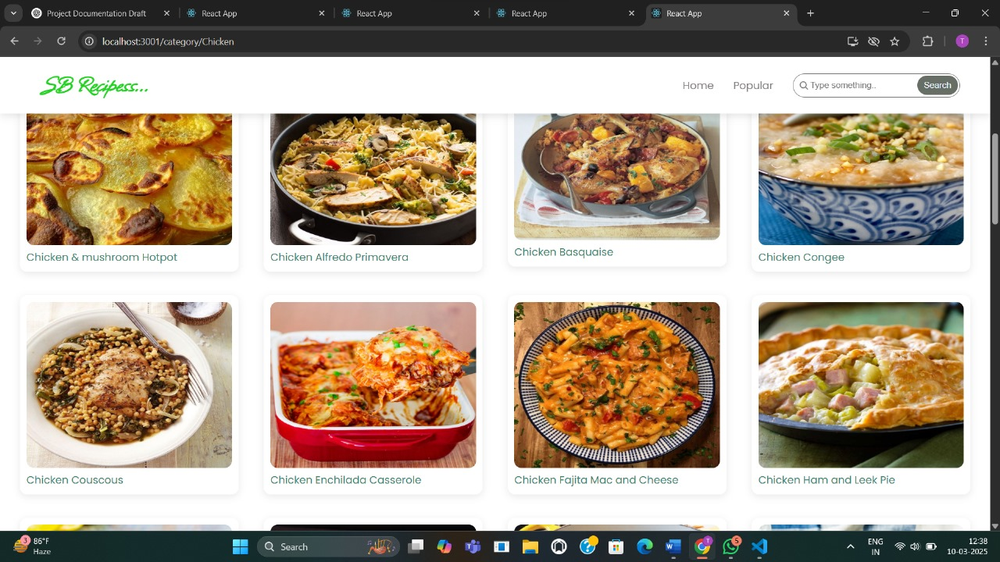 Project Documentation Draft
React App
React App
React App
React App
localhost:3001/category/Chicken
T
SB Recipess...
Home
Popular
Type something..
Search
Chicken & mushroom Hotpot
Chicken Alfredo Primavera
Chicken Basquaise
Chicken Congee
Chicken Couscous
Chicken Enchilada Casserole
Chicken Fajita Mac and Cheese
Chicken Ham and Leek Pie
3
86°F
Haze
Search
T
5
ENG
IN
12:38
10-03-2025